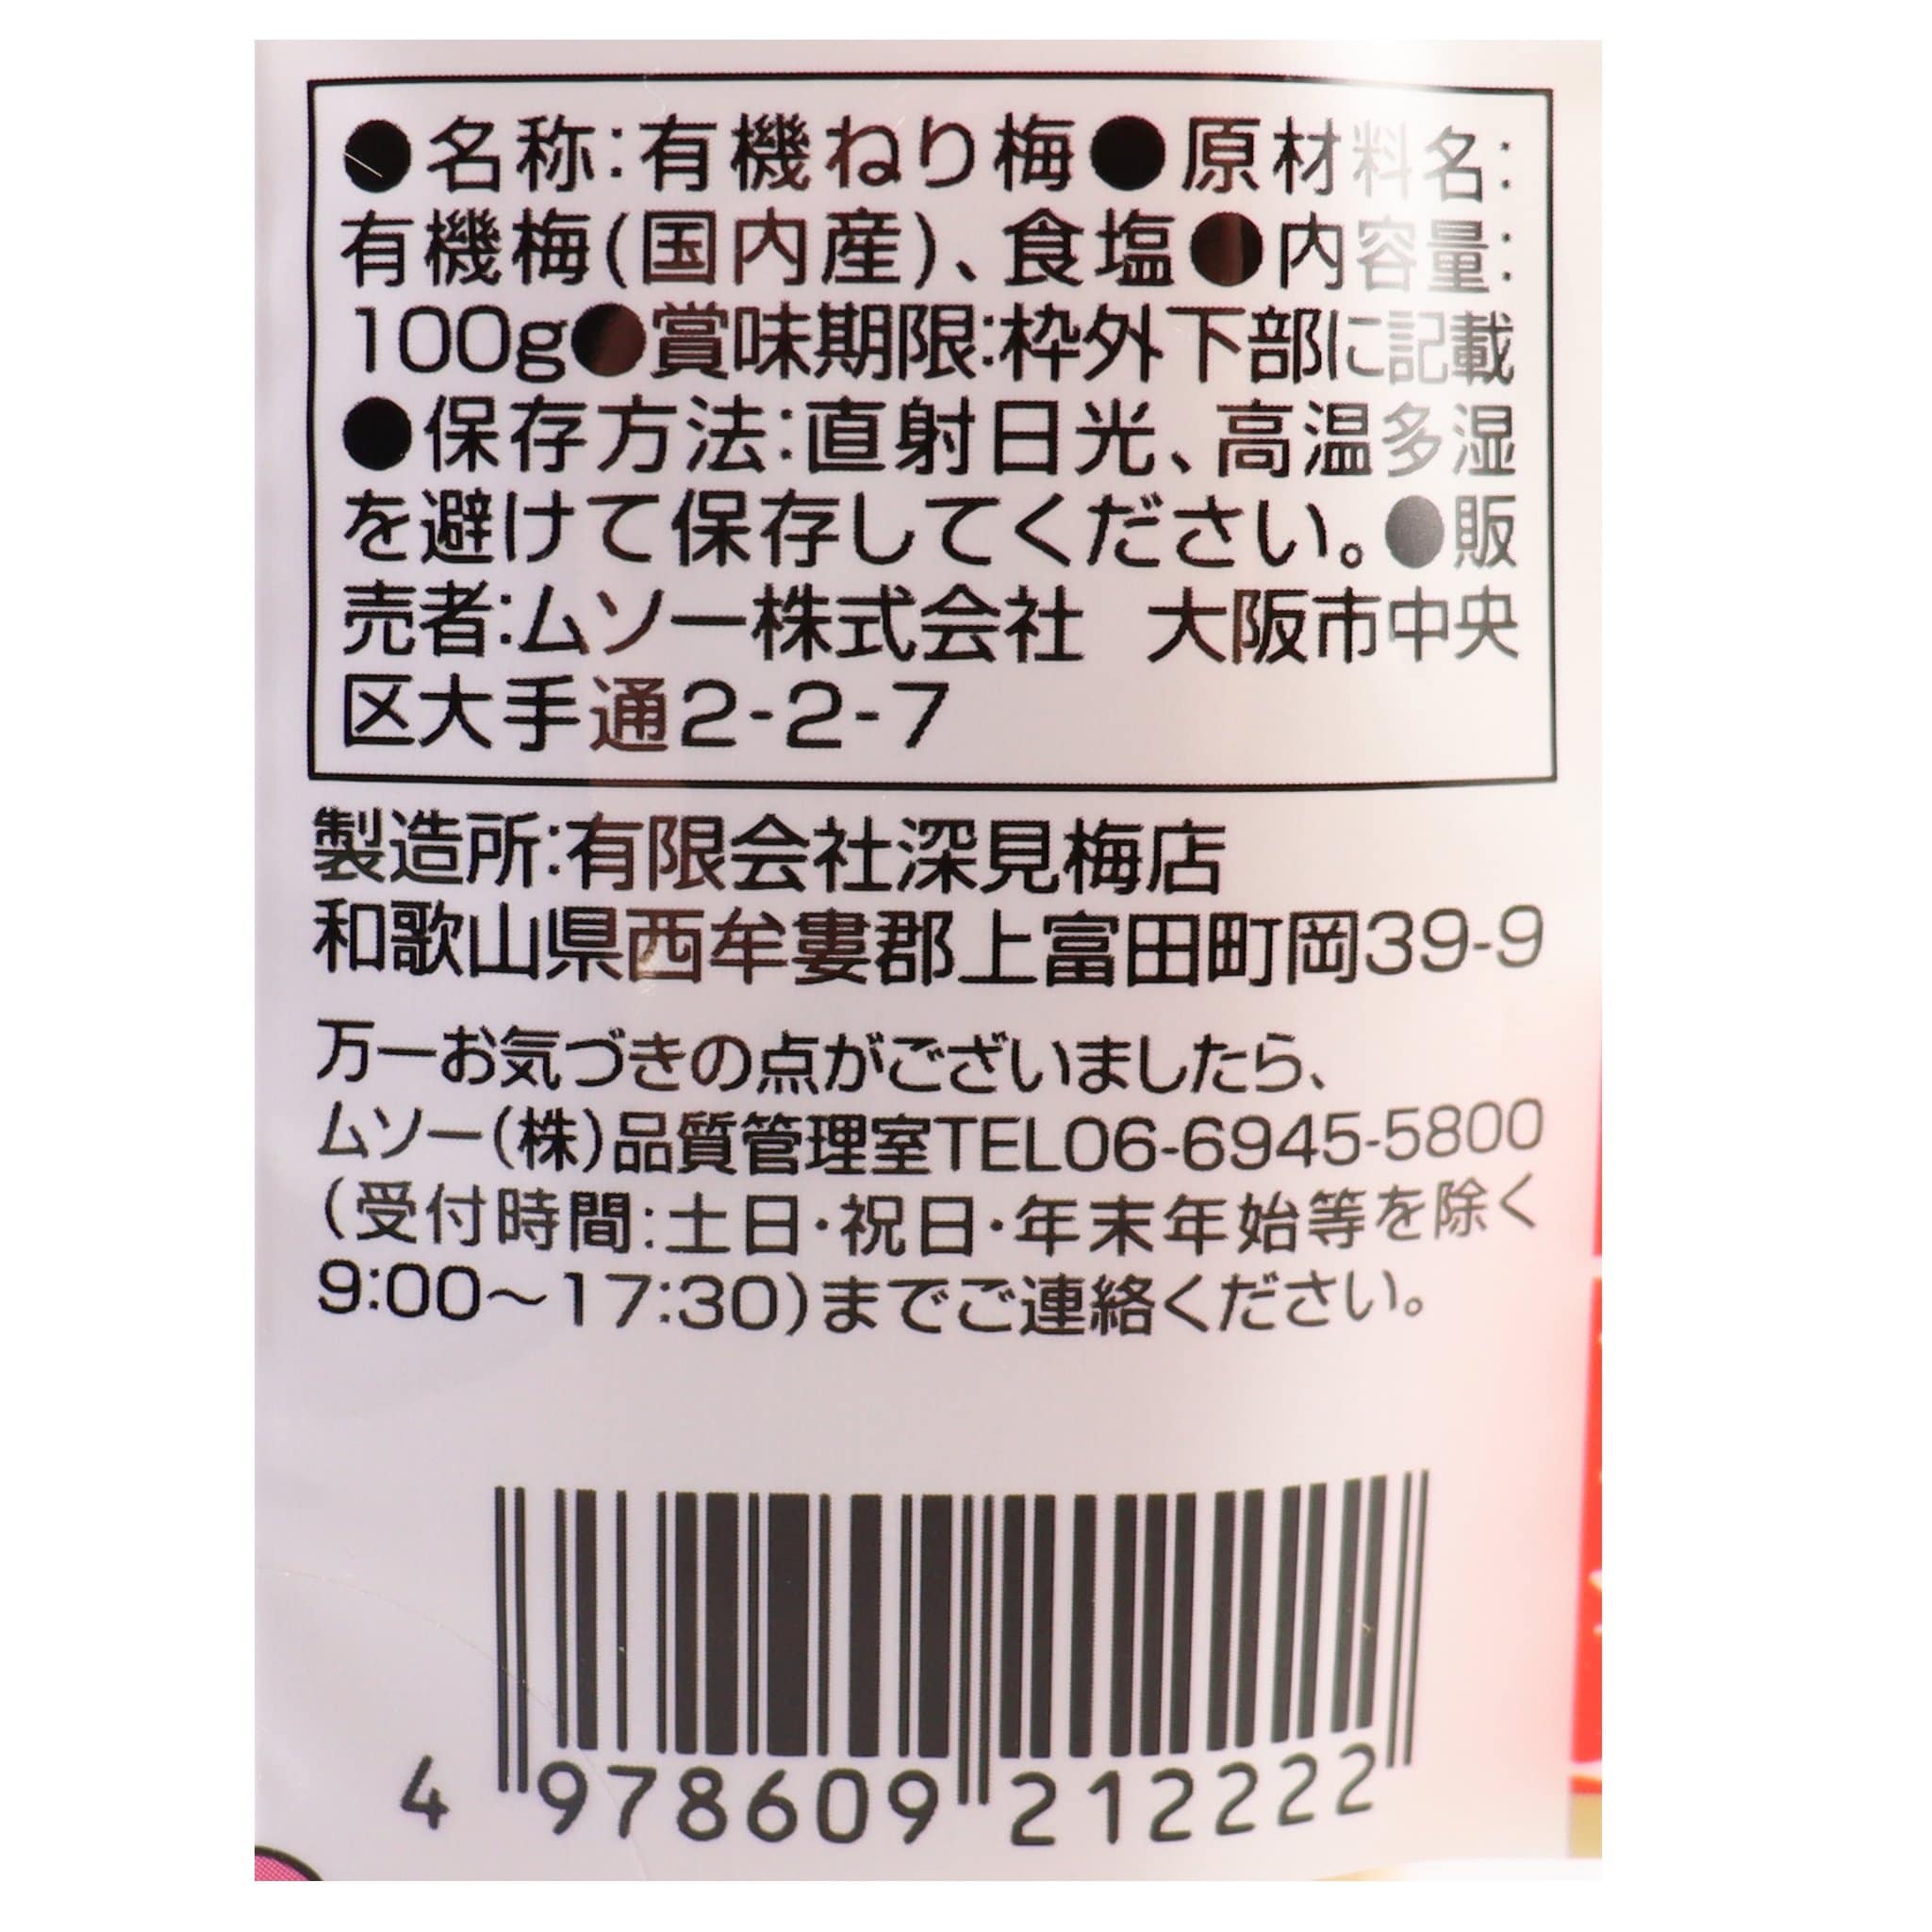 ●名称:有機ねり梅●原材料名:
有機梅(国内産)、食塩●内容量:
100g●賞味期限:枠外下部に記載
●保存方法:直射日光、高温多湿
を避けて保存してください。●販
売者:ムソー株式会社 大阪市中央
区大手通2-2-7
製造所:有限会社深見梅店
和歌山県西牟婁郡上富田町岡39-9
万一お気づきの点がございましたら、
ムソー(株)品質管理室TEL06-6945-5800
(受付時間:土日・祝日・年末年始等を除く
9:00〜17:30)までご連絡ください。
4 978609 212222